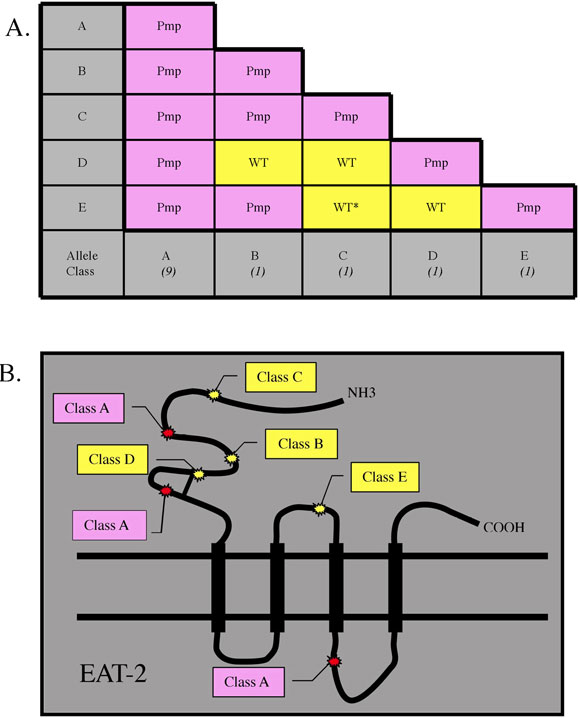 A.
A Pmp
B Pmp Pmp
C Pmp Pmp Pmp
D Pmp WT WT Pmp
E Pmp Pmp WT* WT Pmp
Allele A B C D E
Class (9) (1) (1) (1) (1)
B.
Class C
NH3
Class A
Class B
Class D
Class E
Class A
COOH
EAT-2
Class A